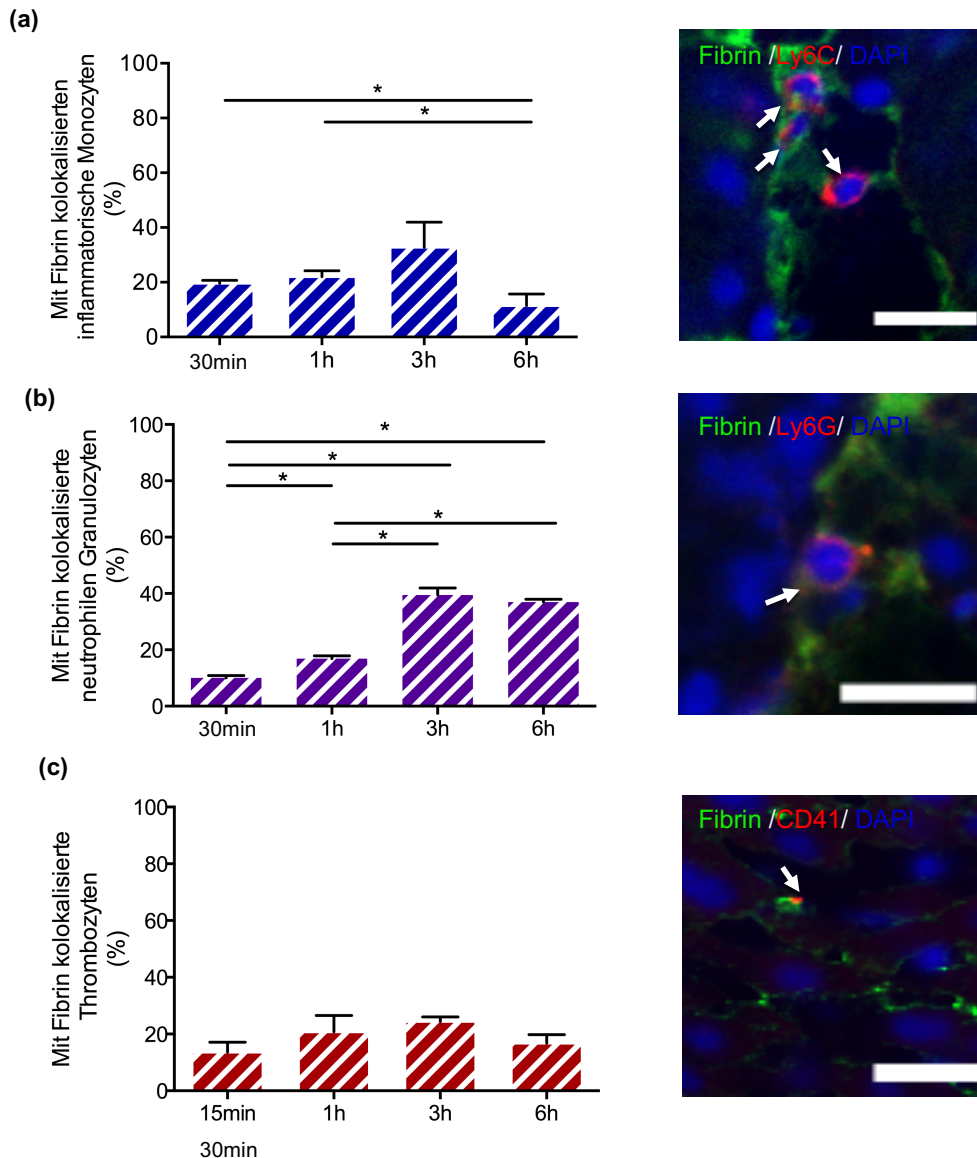 (a)
Mit Fibrin kolokalisierten
inflammatorische Monozyten
(%)
100
80
60
40
20
0
*
*
30min 1h 3h 6h
Fibrin /Ly6C/ DAPI
(b)
Mit Fibrin kolokalisierte
neutrophilen Granulozyten
(%)
100
80
60
40
20
0
*
*
*
*
*
30min 1h 3h 6h
Fibrin /Ly6G/ DAPI
(c)
Mit Fibrin kolokalisierte
Thrombozyten
(%)
100
80
60
40
20
0
15min 1h 3h 6h
30min
Fibrin /CD41/ DAPI